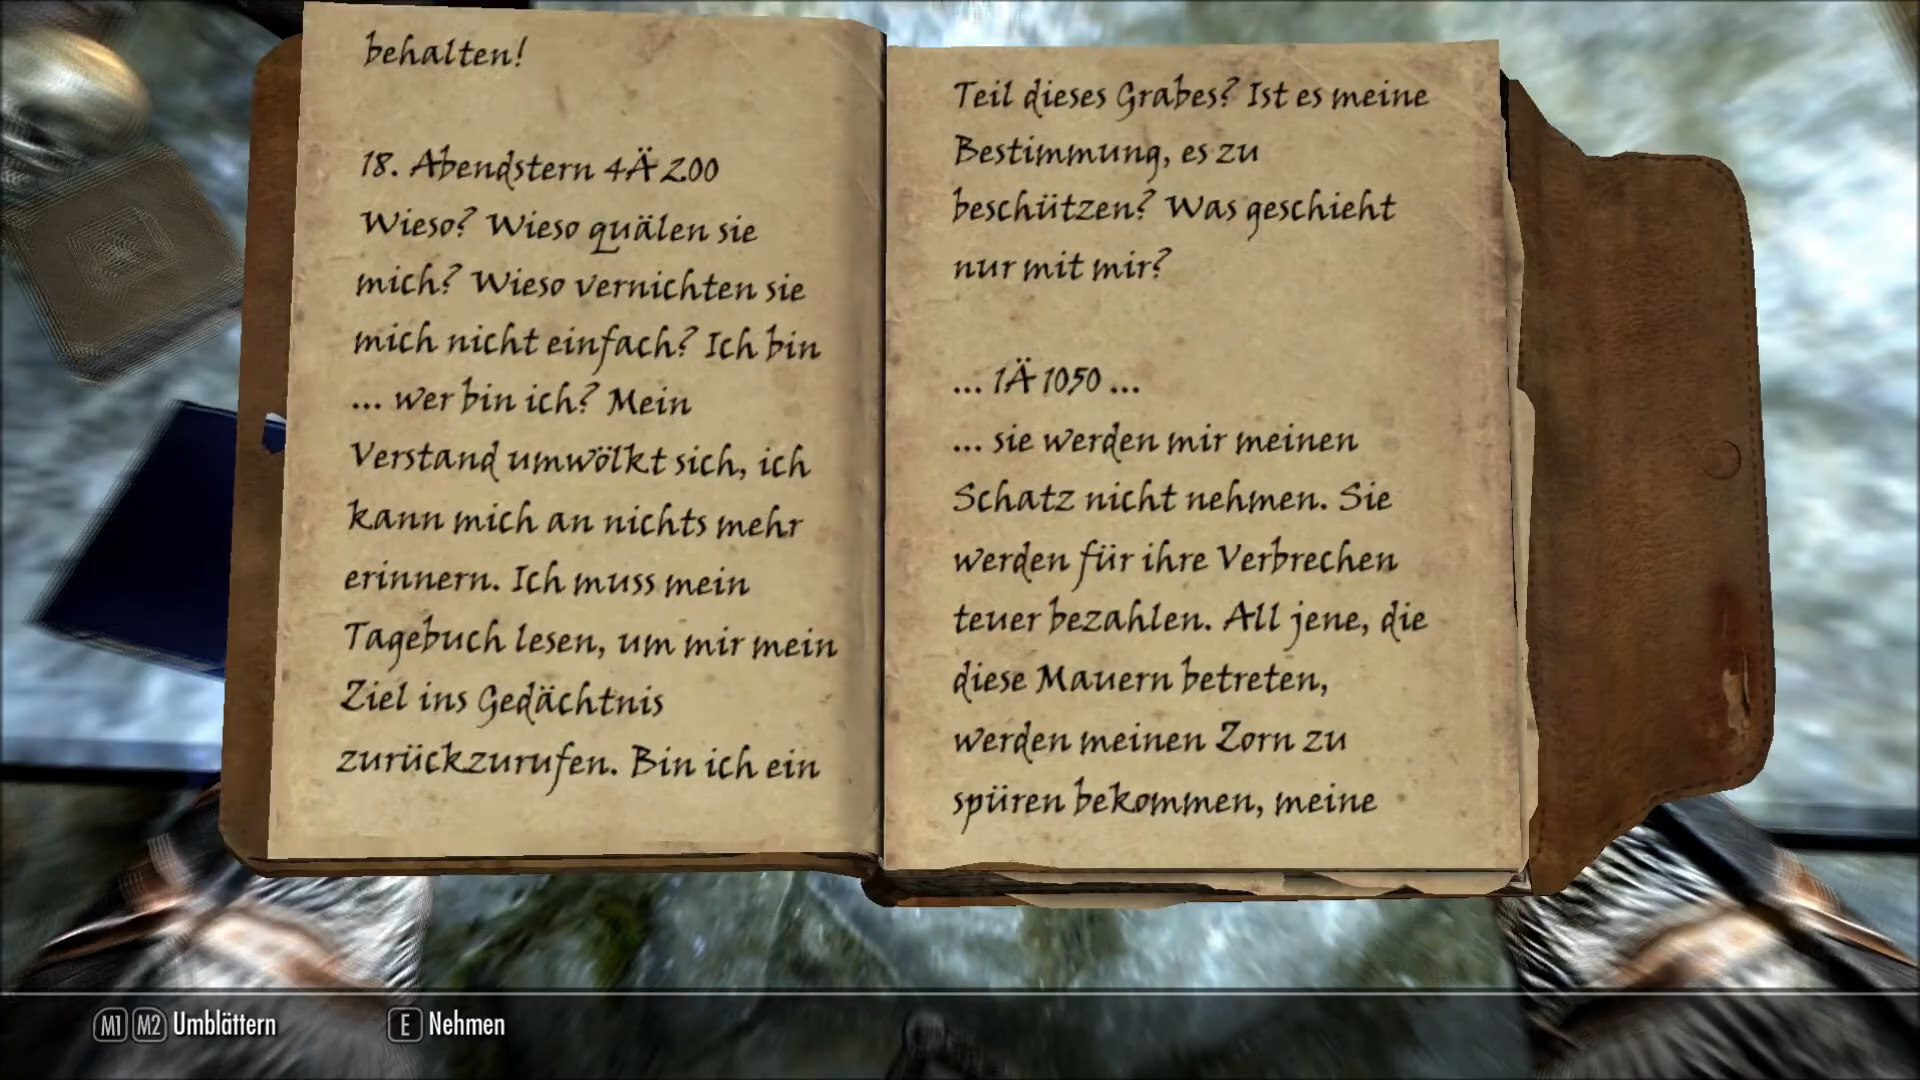 behalten!
18. Abendstern 4Ä 200
Wieso? Wieso quälen sie
mich? Wieso vernichten sie
mich nicht einfach? Ich bin
... wer bin ich? Mein
Verstand umwölkt sich, ich
kann mich an nichts mehr
erinnern. Ich muss mein
Tagebuch lesen, um mir mein
Ziel ins Gedächtnis
zurückzurufen. Bin ich ein
Teil dieses Grabes? Ist es meine
Bestimmung, es zu
beschützen? Was geschieht
nur mit mir?
... 1Ä 1050 ...
... sie werden mir meinen
Schatz nicht nehmen. Sie
werden für ihre Verbrechen
teuer bezahlen. All jene, die
diese Mauern betreten,
werden meinen Zorn zu
spüren bekommen, meine
M1 M2 Umblättern E Nehmen